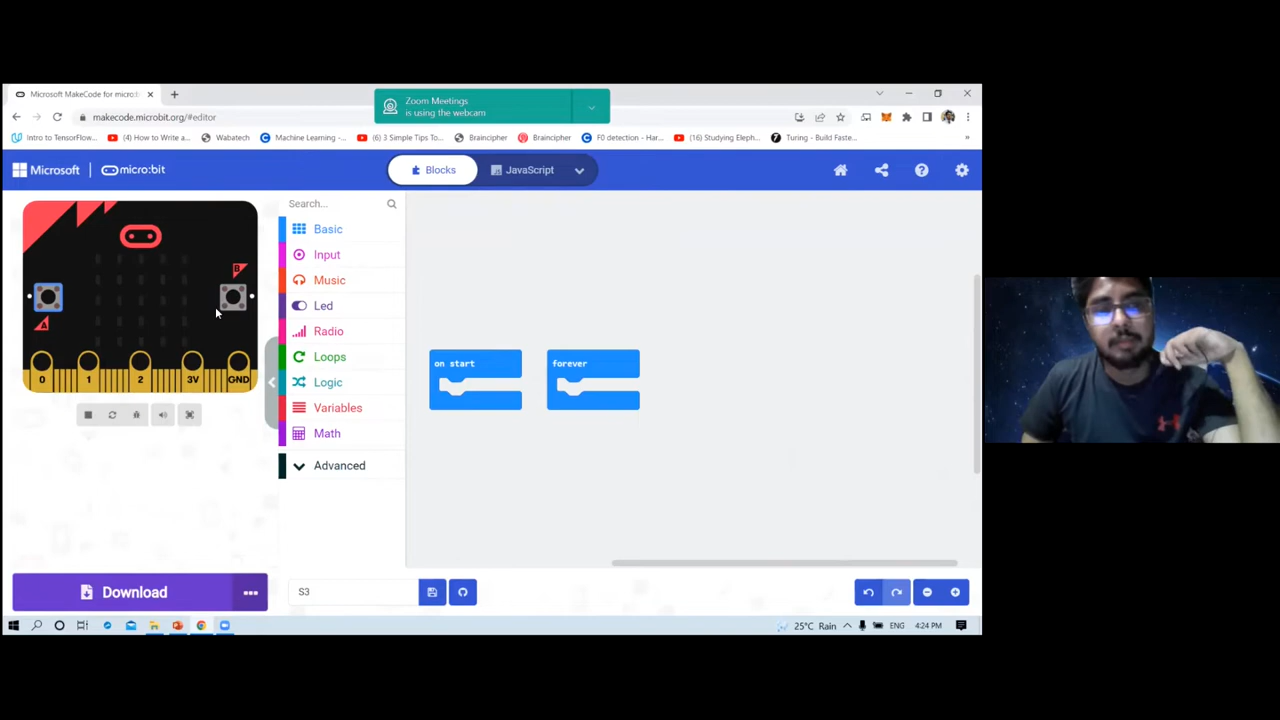 Microsoft MakeCode for micro:
Zoom Meetings
is using the webcam
makecode.microbit.org/#editor
Intro to TensorFlow...
(4) How to Write a...
Wabatech
Machine Learning -...
(6) 3 Simple Tips To...
Braincipher
Braincipher
F0 detection - Har...
(16) Studying Eleph...
Turing - Build Faste...
»
Microsoft
micro:bit
Blocks
JavaScript
Search...
Basic
Input
Music
Led
Radio
Loops
Logic
Variables
Math
Advanced
B
A
0 1 2 3V GND
on start
forever
Download
S3
25°C Rain
ENG
4:24 PM